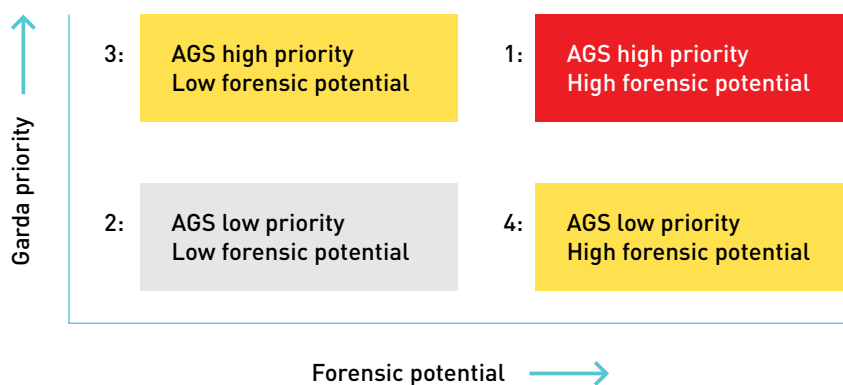 Garda priority
3:
AGS high priority
Low forensic potential
1:
AGS high priority
High forensic potential
2:
AGS low priority
Low forensic potential
4:
AGS low priority
High forensic potential
Forensic potential